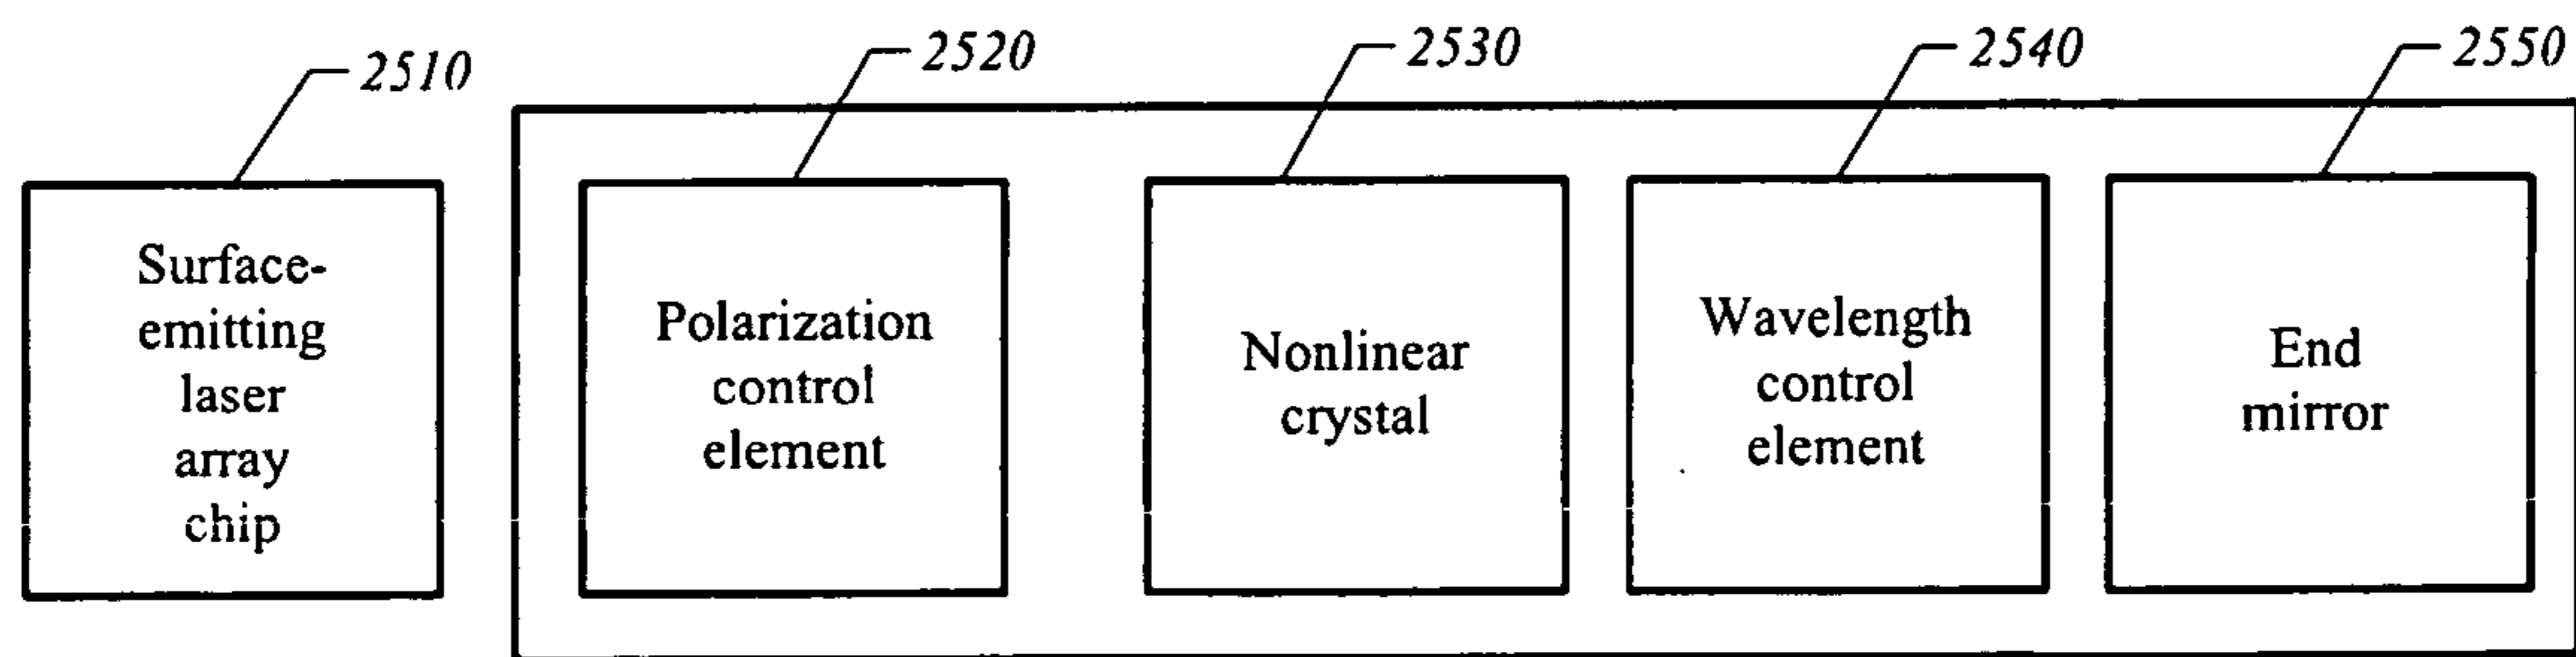 2510
2520
2530
2540
2550
Surface-
emitting
laser
array
chip
Polarization
control
element
Nonlinear
crystal
Wavelength
control
element
End
mirror